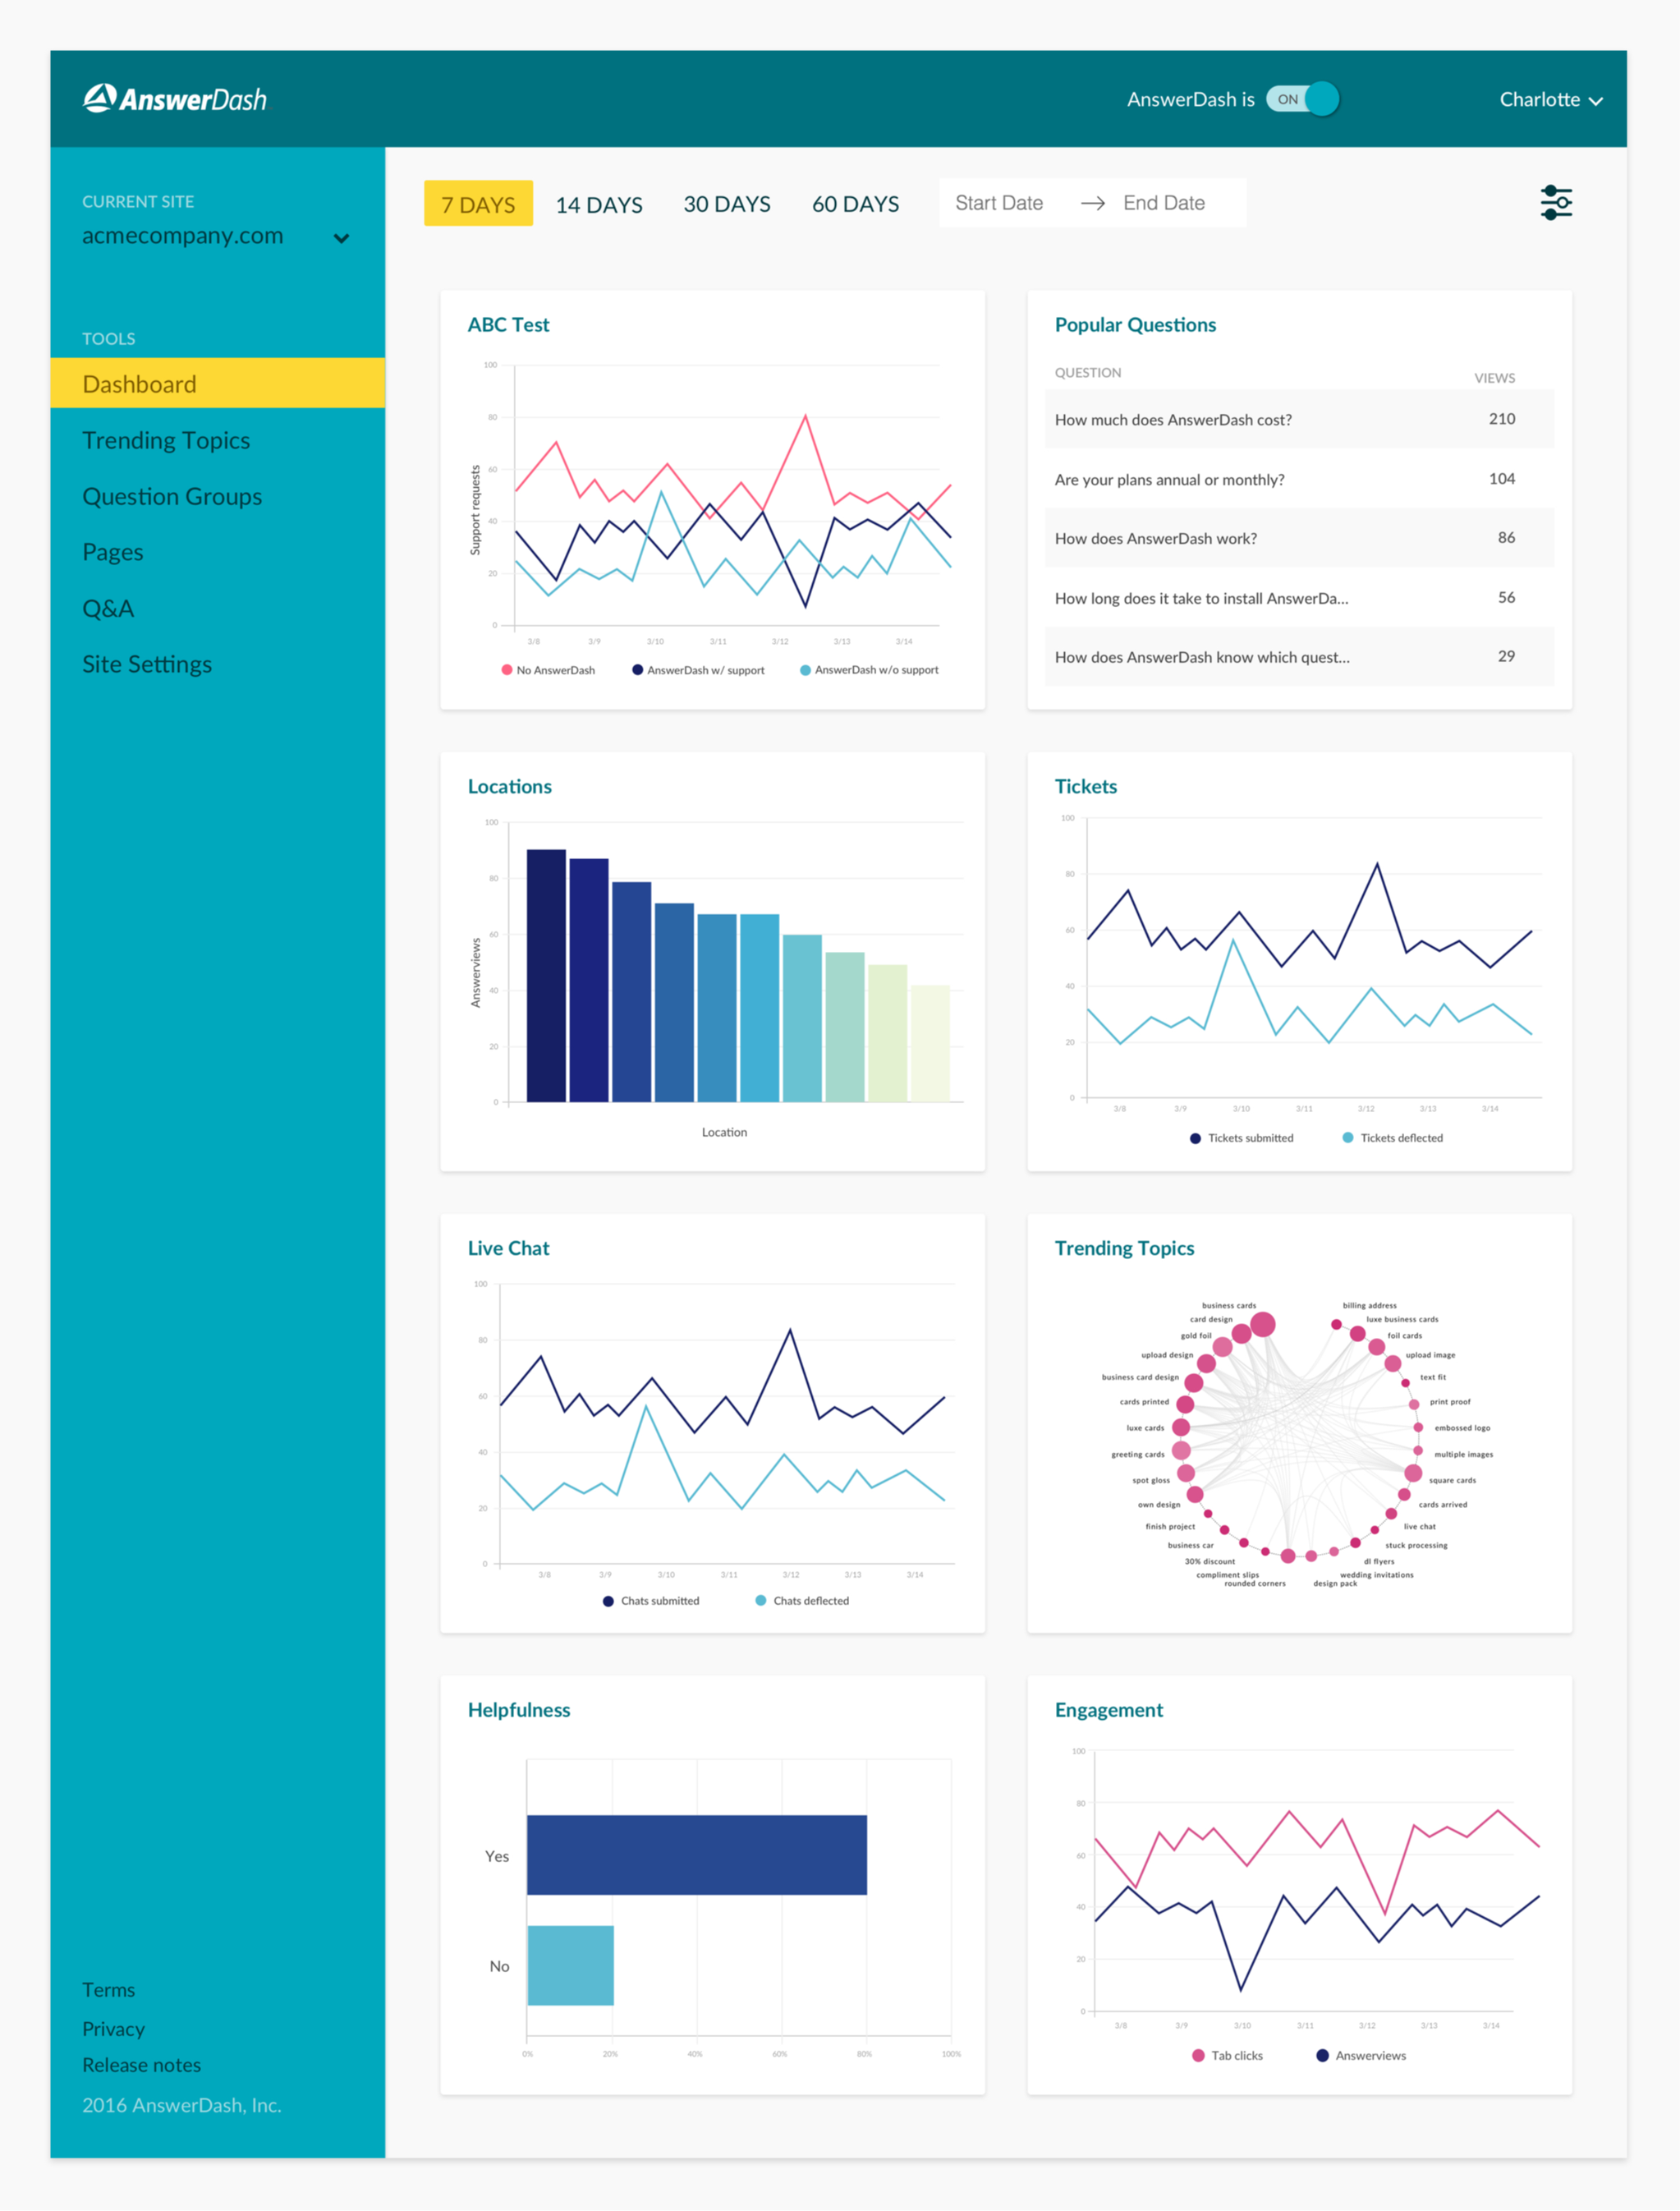 AnswerDash
AnswerDash is ON
Charlotte
CURRENT SITE
acmecompany.com
TOOLS
Dashboard
Trending Topics
Question Groups
Pages
Q&A
Site Settings
Terms
Privacy
Release notes
2016 AnswerDash, Inc.
7 DAYS 14 DAYS 30 DAYS 60 DAYS Start Date → End Date
ABC Test
Support requests
100
80
60
40
20
0
3/8 3/9 3/10 3/11 3/12 3/13 3/14
No AnswerDash AnswerDash w/ support AnswerDash w/o support
Popular Questions
QUESTION VIEWS
How much does AnswerDash cost? 210
Are your plans annual or monthly? 104
How does AnswerDash work? 86
How long does it take to install AnswerDa... 56
How does AnswerDash know which quest... 29
Locations
Answerviews
100
80
60
40
20
0
Location
Tickets
100
80
60
40
20
0
3/8 3/9 3/10 3/11 3/12 3/13 3/14
Tickets submitted Tickets deflected
Live Chat
100
80
60
40
20
0
3/8 3/9 3/10 3/11 3/12 3/13 3/14
Chats submitted Chats deflected
Trending Topics
business cards
card design
gold foil
upload design
business card design
cards printed
luxe cards
greeting cards
spot gloss
own design
finish project
business car
30% discount
compliment slips
rounded corners
billing address
luxe business cards
foil cards
upload image
text fit
print proof
embossed logo
multiple images
square cards
cards arrived
live chat
stuck processing
dl flyers
wedding invitations
design pack
Helpfulness
Yes
No
0% 20% 40% 60% 80% 100%
Engagement
100
80
60
40
20
0
3/8 3/9 3/10 3/11 3/12 3/13 3/14
Tab clicks Answerviews